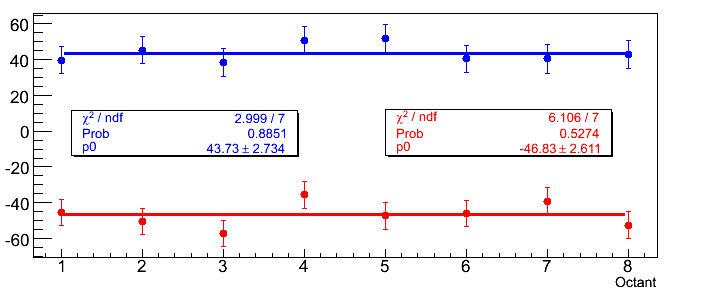 60
40
20
0
-20
-40
-60
χ² / ndf 2.999 / 7
Prob 0.8851
p0 43.73 ± 2.734
χ² / ndf 6.106 / 7
Prob 0.5274
p0 -46.83 ± 2.611
1 2 3 4 5 6 7 8
Octant